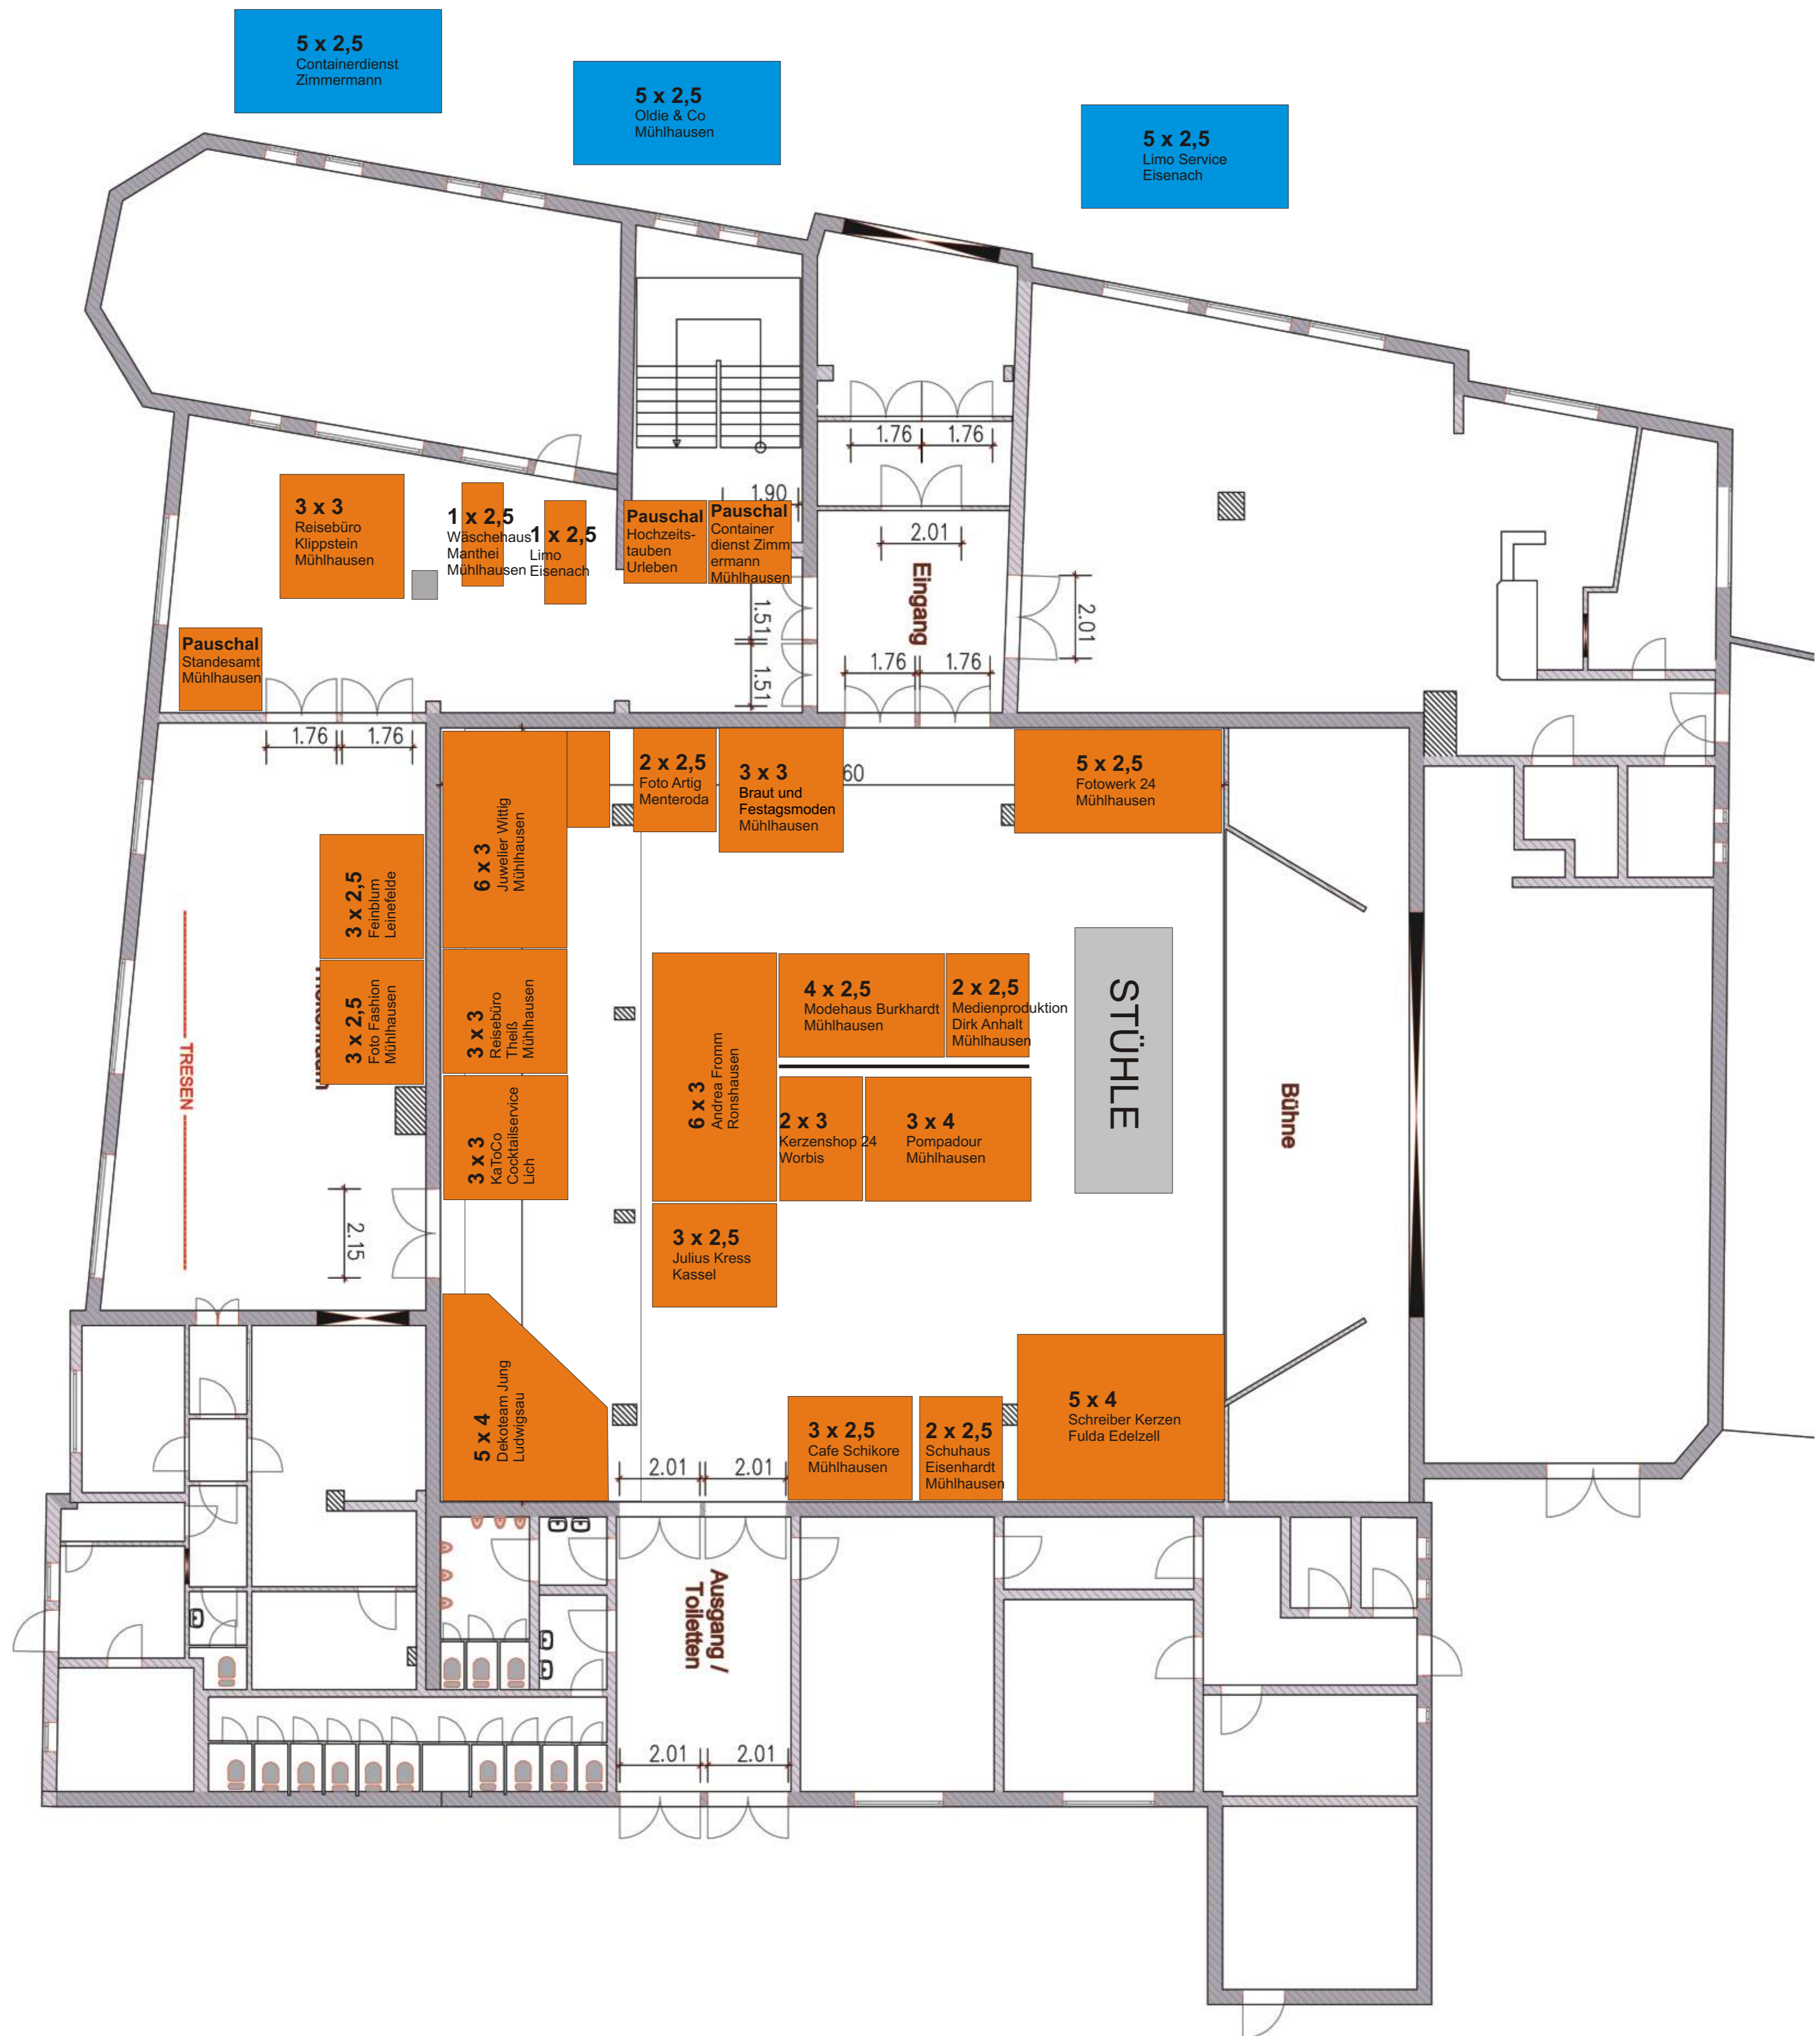 5 x 2,5
Containerdienst
Zimmermann
5 x 2,5
Oldie & Co
Mühlhausen
5 x 2,5
Limo Service
Eisenach
1.76
1.76
3 x 3
Reisebüro
Klippstein
Mühlhausen
1 x 2,5
Wäschehaus
Manthei
Mühlhausen
1 x 2,5
Limo
Eisenach
1.90
Pauschal
Hochzeits-
tauben
Urleben
Pauschal
Container
dienst Zimm
ermann
Mühlhausen
2.01
Eingang
2.01
1.51
1.51
1.76
1.76
Pauschal
Standesamt
Mühlhausen
1.76
1.76
6 x 3
Juwelier Wittig
Mühlhausen
2 x 2,5
Foto Artig
Menteroda
3 x 3
Braut und
Festagsmoden
Mühlhausen
60
5 x 2,5
Fotowerk 24
Mühlhausen
3 x 2,5
Feinblum
Leinefelde
3 x 2,5
Foto Fashion
Mühlhausen
TRESEN
3 x 3
Reisebüro
Theiß
Mühlhausen
3 x 3
KaToCo
Cocktailservice
Lich
6 x 3
Andrea Fromm
Ronshausen
4 x 2,5
Modehaus Burkhardt
Mühlhausen
2 x 2,5
Medienproduktion
Dirk Anhalt
Mühlhausen
2 x 3
Kerzenshop 24
Worbis
3 x 4
Pompadour
Mühlhausen
STÜHLE
Bühne
2.15
3 x 2,5
Julius Kress
Kassel
5 x 4
Dekoteam Jung
Ludwigsau
3 x 2,5
Cafe Schikore
Mühlhausen
2 x 2,5
Schuhaus
Eisenhardt
Mühlhausen
5 x 4
Schreiber Kerzen
Fulda Edelzell
2.01
2.01
Ausgang /
Toiletten
2.01
2.01